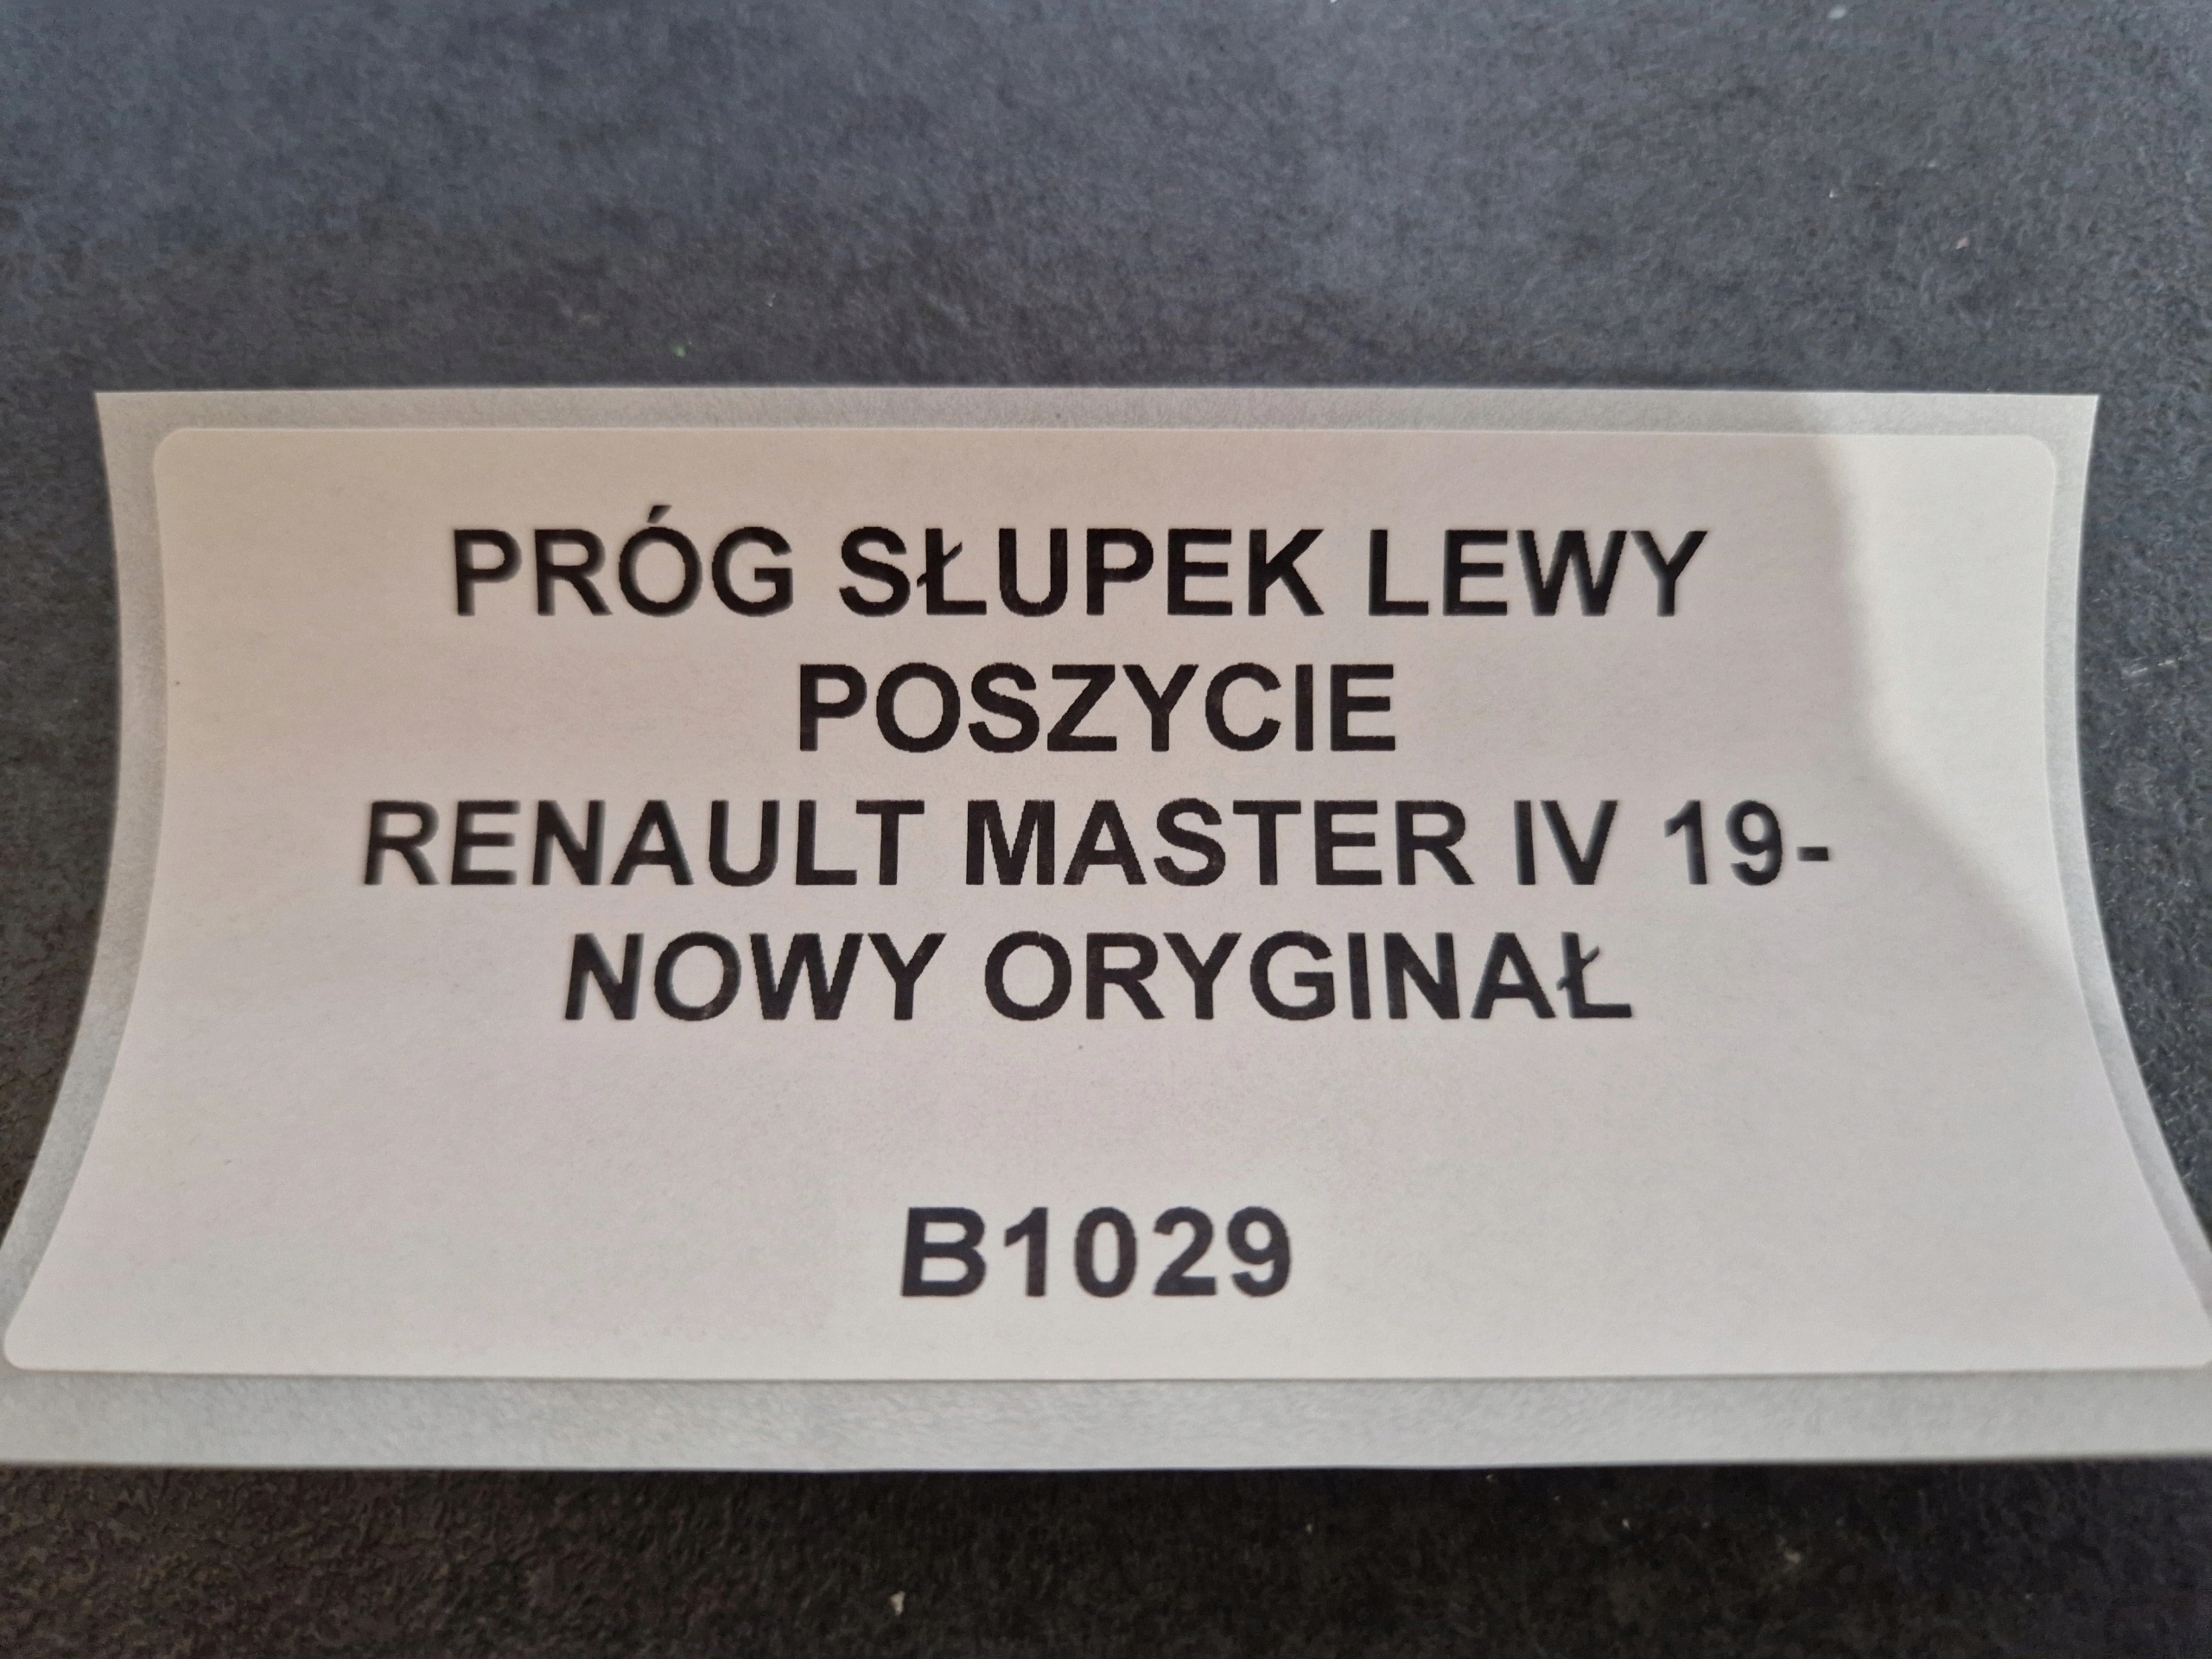 PRÓG SŁUPEK LEWY
POSZYCIE
RENAULT MASTER IV 19-
NOWY ORYGINAŁ
B1029